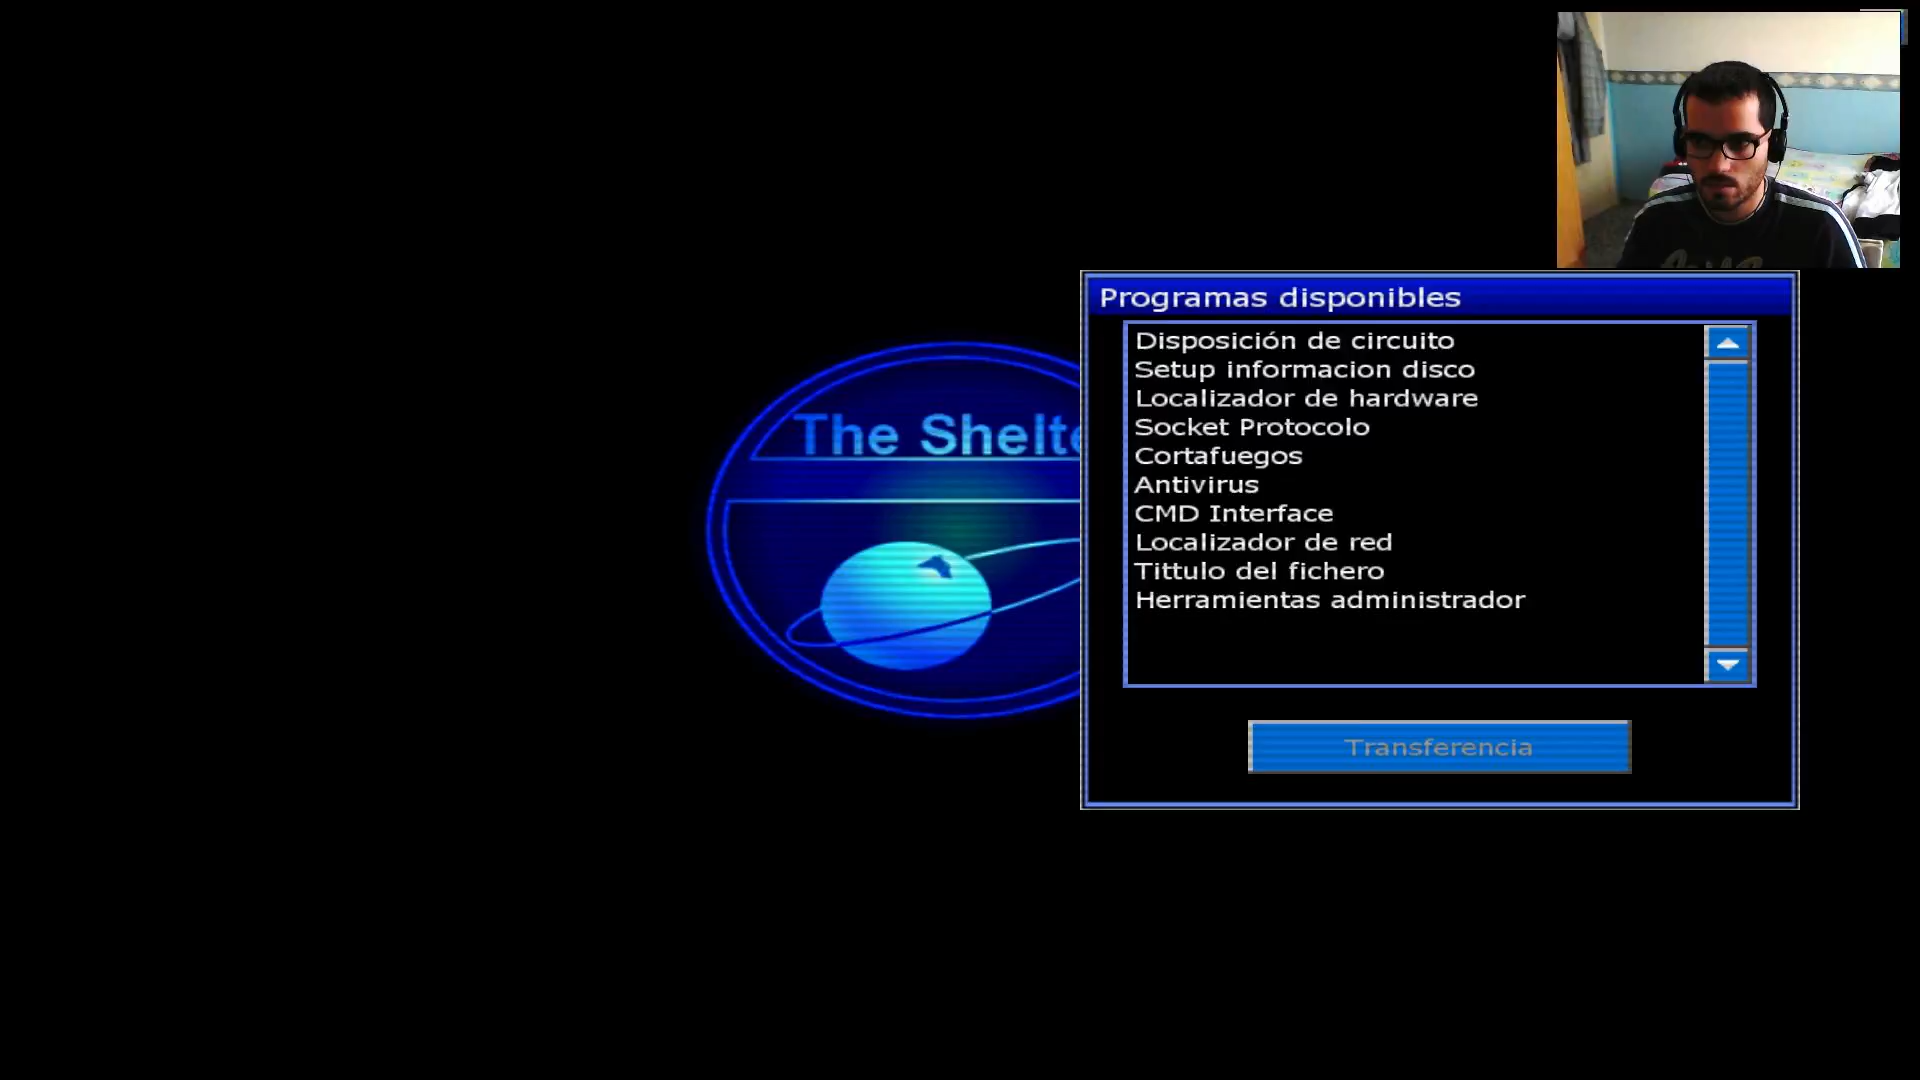 The Shelte
Programas disponibles
Disposición de circuito
Setup informacion disco
Localizador de hardware
Socket Protocolo
Cortafuegos
Antivirus
CMD Interface
Localizador de red
Tittulo del fichero
Herramientas administrador
Transferencia